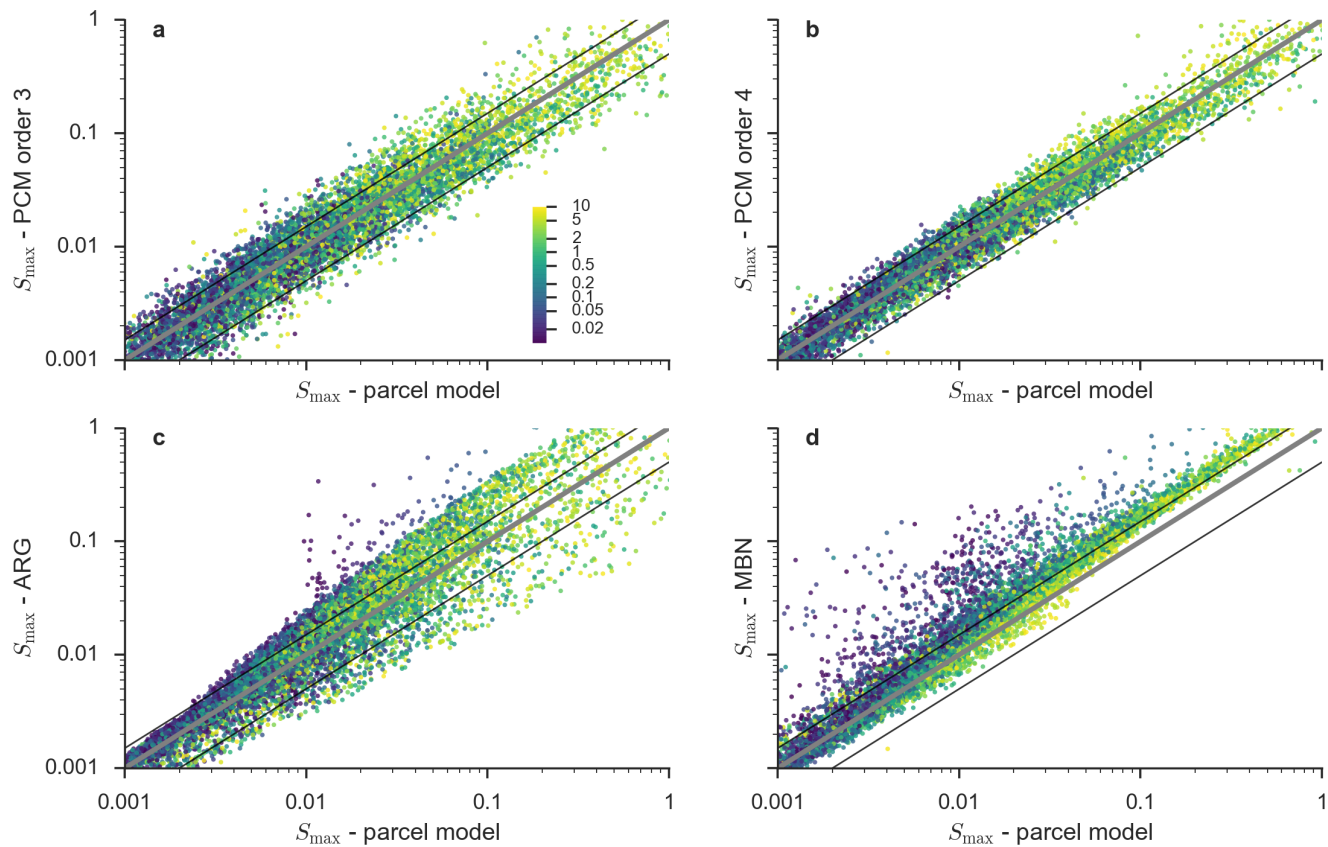 a
1
0.1
0.01
0.001
S_max - PCM order 3
10
5
2
1
0.5
0.2
0.1
0.05
0.02
S_max - parcel model
b
S_max - PCM order 4
S_max - parcel model
c
1
0.1
0.01
0.001
S_max - ARG
0.001
0.01
0.1
1
S_max - parcel model
d
S_max - MBN
0.001
0.01
0.1
1
S_max - parcel model